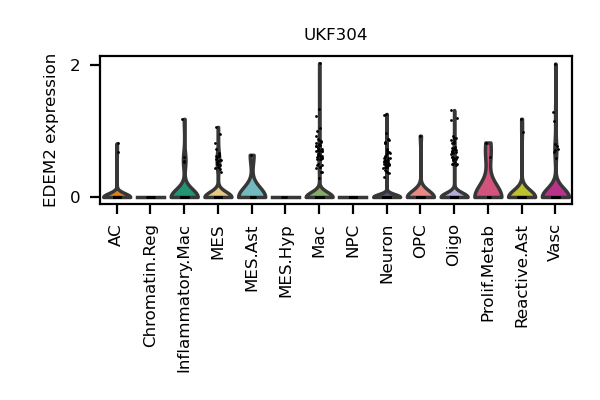 UKF304
EDEM2 expression
2
0
AC
Chromatin.Reg
Inflammatory.Mac
MES
MES.Ast
MES.Hyp
Mac
NPC
Neuron
OPC
Oligo
Prolif.Metab
Reactive.Ast
Vasc